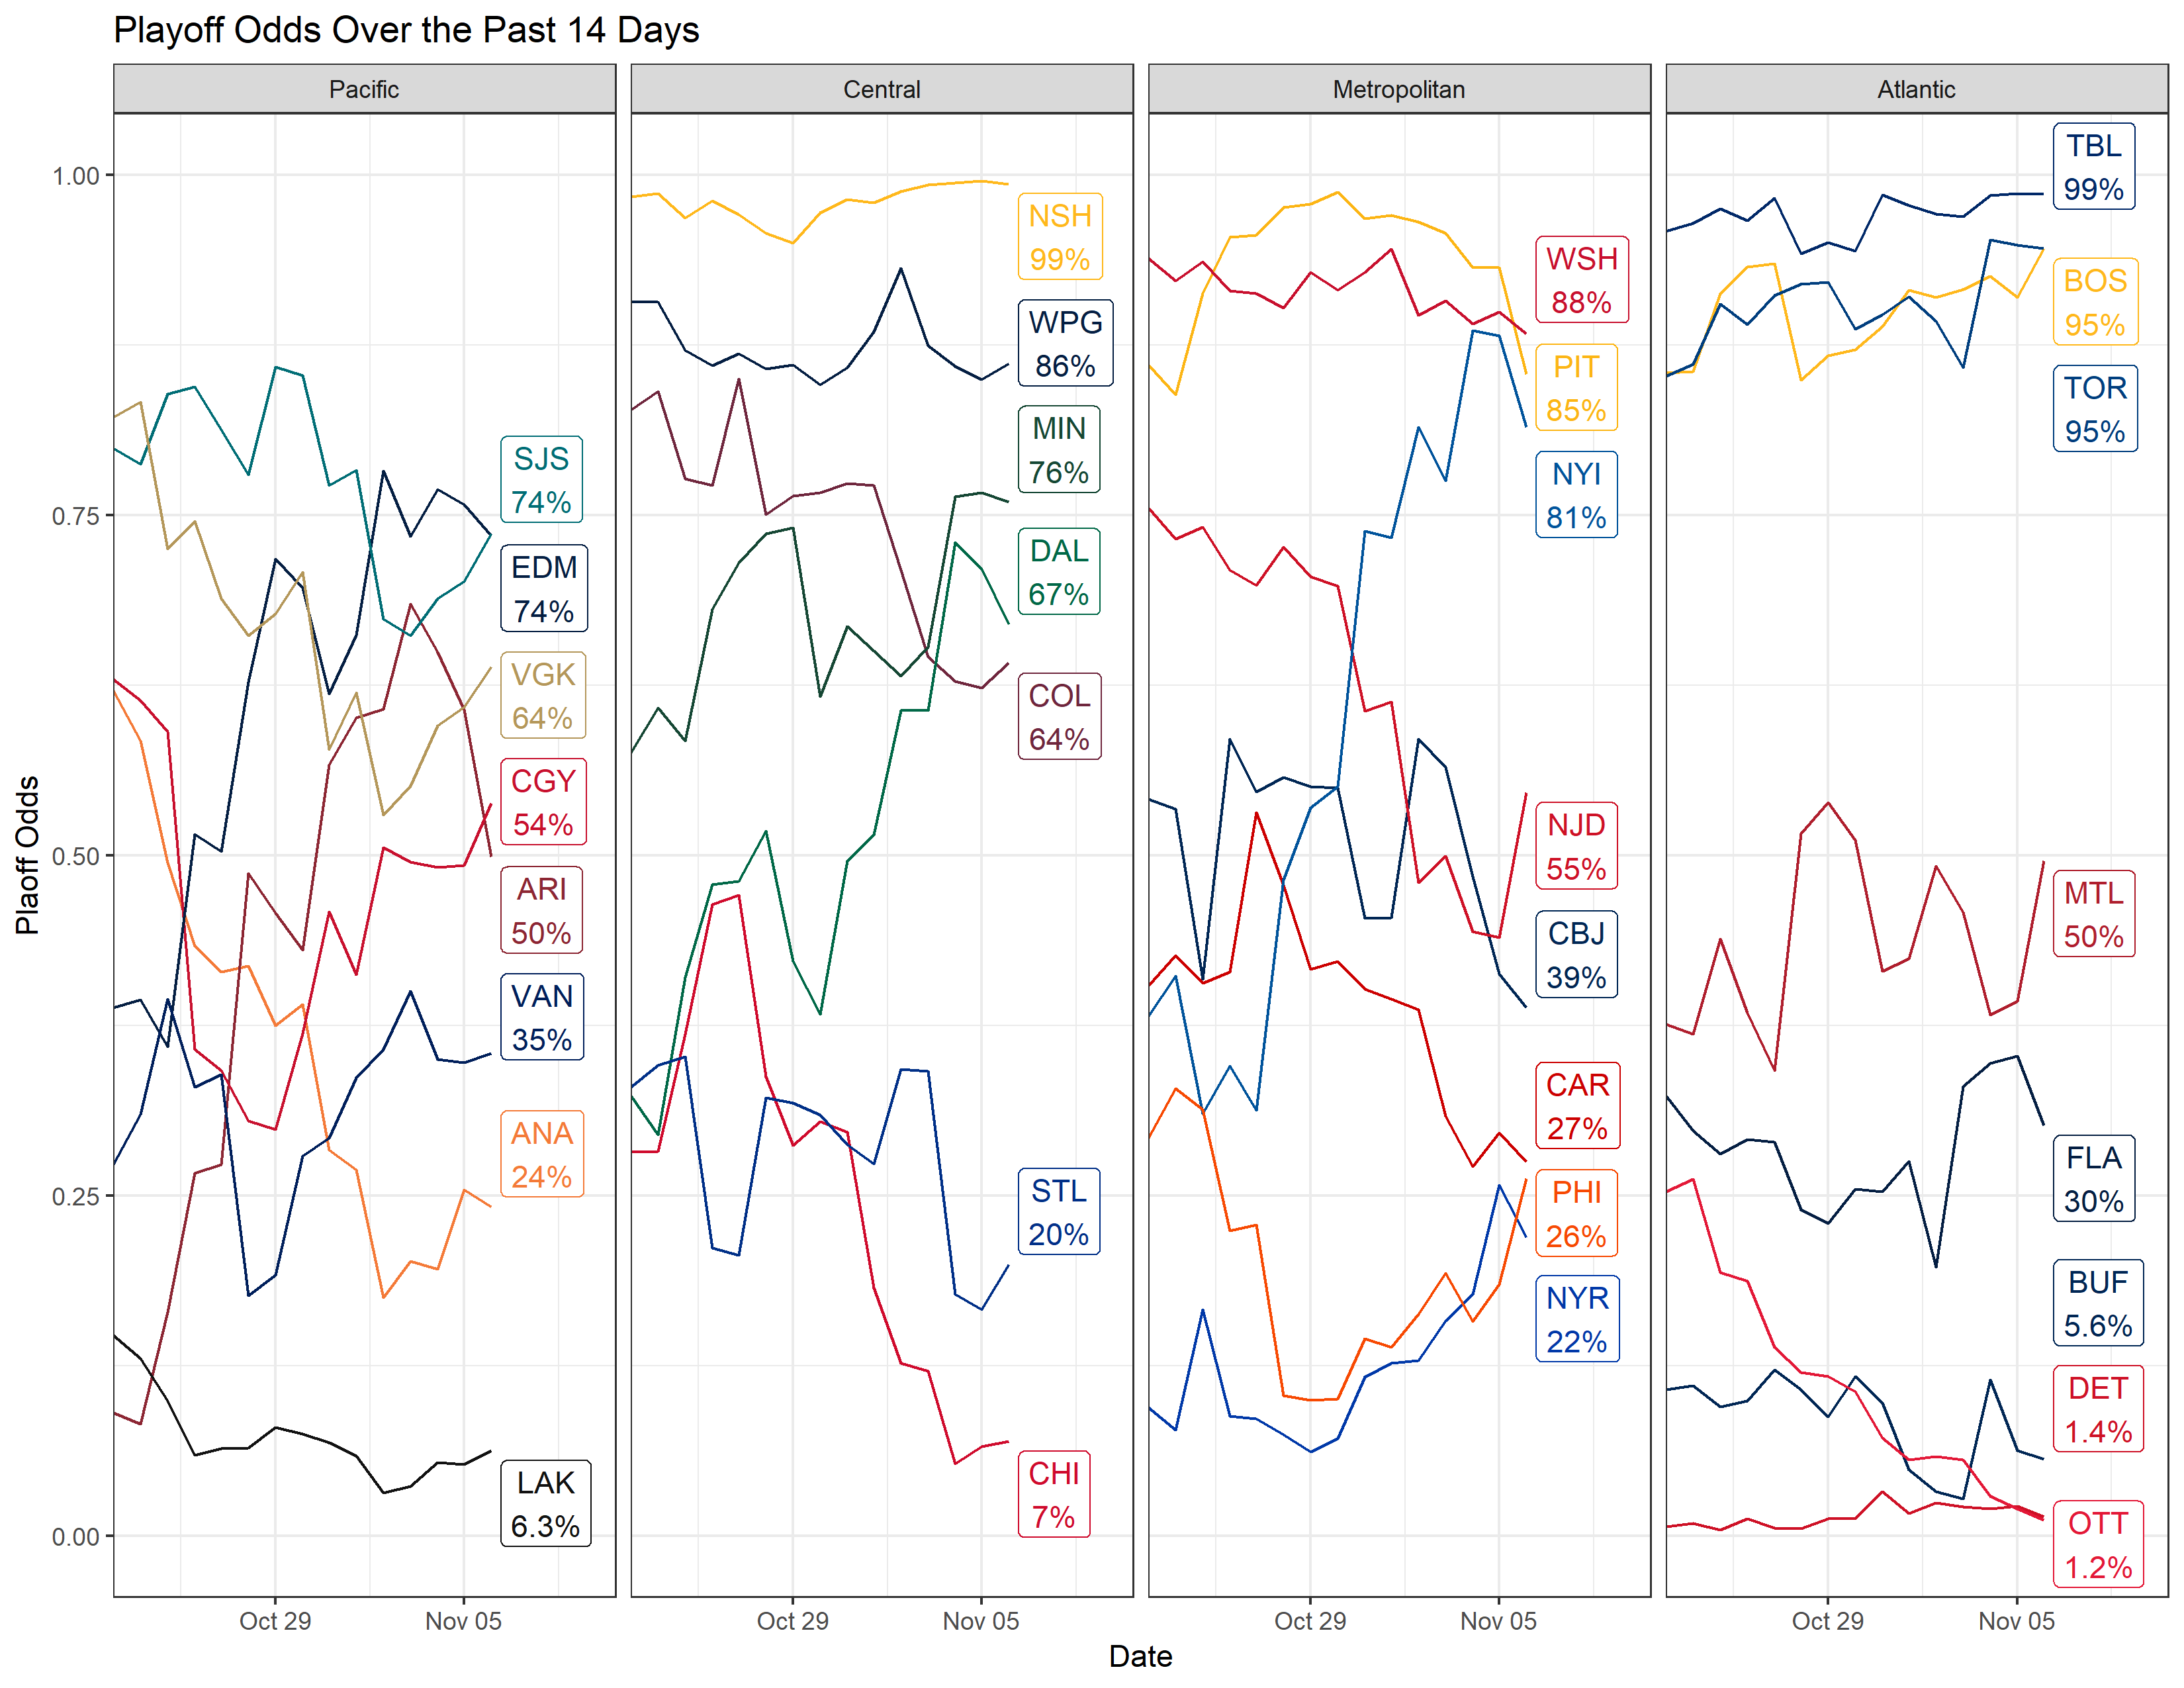 Playoff Odds Over the Past 14 Days
Pacific
Central
Metropolitan
Atlantic
Playoff Odds
1.00
0.75
0.50
0.25
0.00
SJS
74%
EDM
74%
VGK
64%
CGY
54%
ARI
50%
VAN
35%
ANA
24%
LAK
6.3%
NSH
99%
WPG
86%
MIN
76%
DAL
67%
COL
64%
STL
20%
CHI
7%
WSH
88%
PIT
85%
NYI
81%
NJD
55%
CBJ
39%
CAR
27%
PHI
26%
NYR
22%
TBL
99%
BOS
95%
TOR
95%
MTL
50%
FLA
30%
BUF
5.6%
DET
1.4%
OTT
1.2%
Oct 29
Nov 05
Oct 29
Nov 05
Oct 29
Nov 05
Oct 29
Nov 05
Date